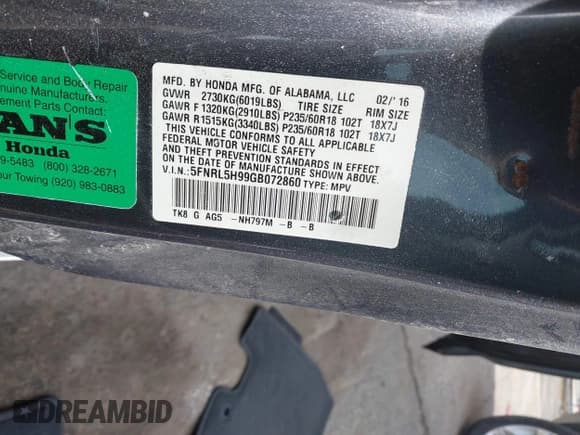 Service and Body Repair
nuine Manufacturers.
ement Parts Contact:
ANS
Honda
9-5483 (800) 328-2671
our Towing (920) 983-0883
MFD. BY HONDA MFG. OF ALABAMA, LLC 02/' 16
GVWR 2730KG(6019LBS) TIRE SIZE RIM SIZE
GAWR F 1320KG(2910LBS) P235/60R18 102T 18X7J
GAWR R 1515KG(3340LBS) P235/60R18 102T 18X7J
THIS VEHICLE CONFORMS TO ALL APPLICABLE
FEDERAL MOTOR VEHICLE SAFETY
AND THEFT PREVENTION STANDARDS IN EFFECT
ON THE DATE OF MANUFACTURE SHOWN ABOVE.
V.I.N.:5FNRL5H99GB072860 TYPE: MPV
TK8 G AG5 -NH797M -B -B
DREAMBID